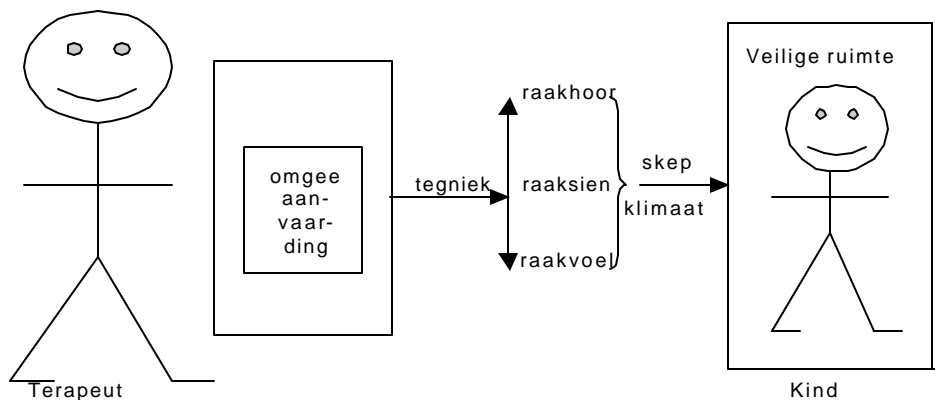 omgee
aan-
vaar-
ding
tegniek
raakhoor
raaksien
raakvoel
skep
klimaat
Veilige ruimte
Terapeut
Kind